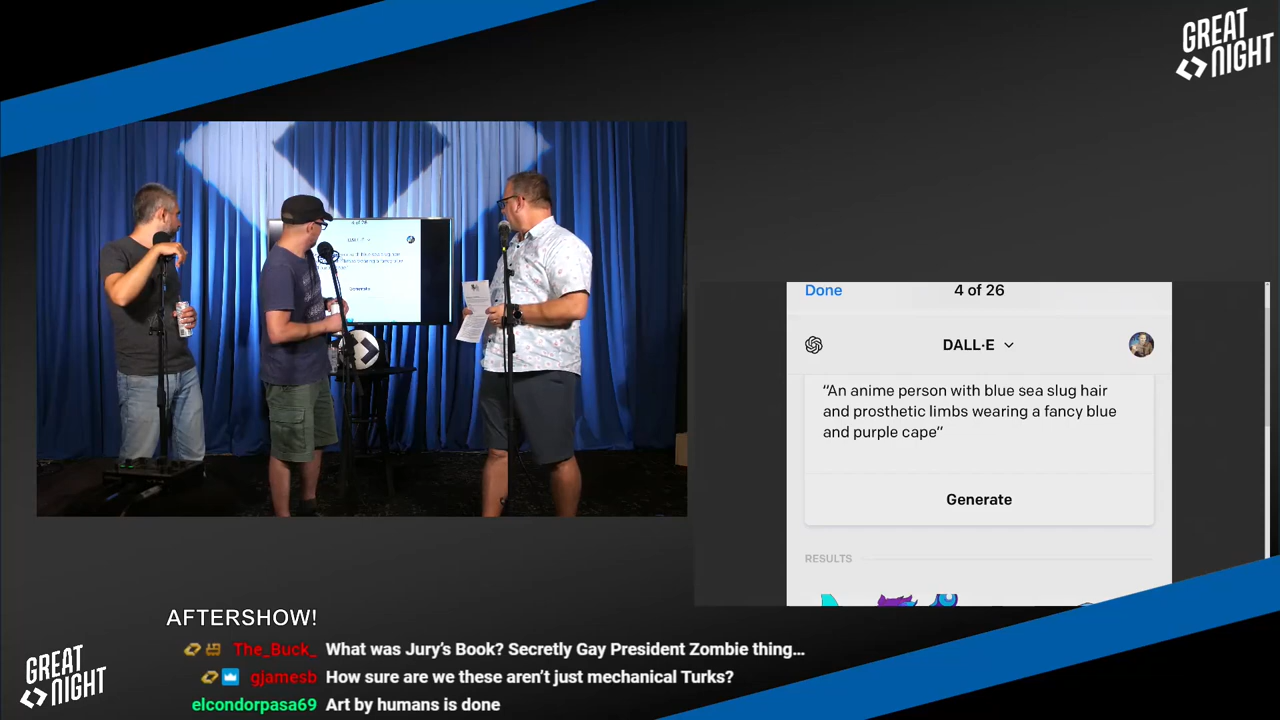 GREAT
NIGHT
Done
4 of 26
DALL·E
“An anime person with blue sea slug hair
and prosthetic limbs wearing a fancy blue
and purple cape”
Generate
RESULTS
AFTERSHOW!
The_Buck_ What was Jury’s Book? Secretly Gay President Zombie thing...
gjamesb How sure are we these aren’t just mechanical Turks?
elcondorpasa69 Art by humans is done
GREAT
NIGHT